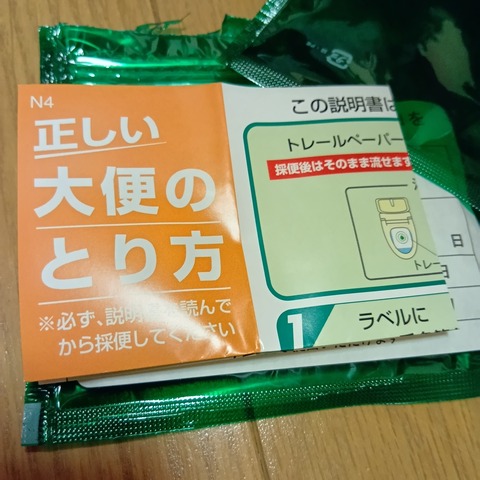 N4
正しい
大便の
とり方
※必ず、説明 読んで
から採便してください
この説明書は
トレールペーパー
採便後はそのまま流せます
トレー
1 ラベルに
を
日
日